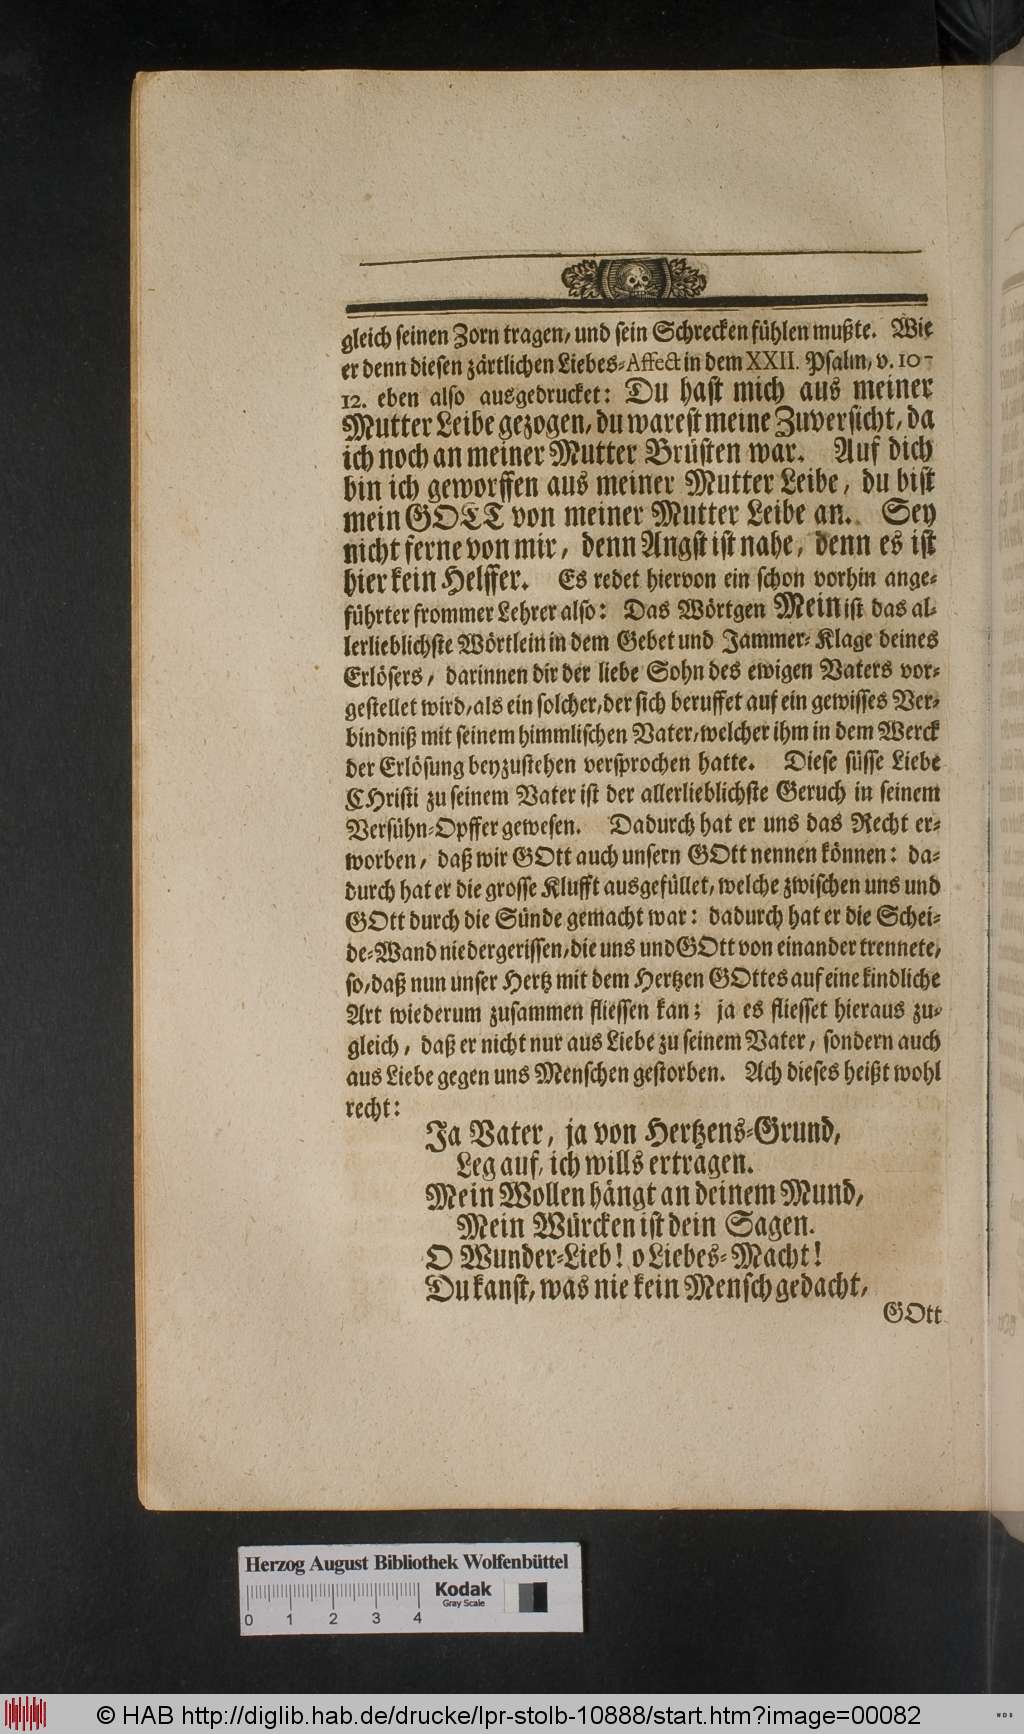 gleich seinen Zorn tragen, und sein Schrecken fühlen mußte. Wie
er denn diesen zärtlichen Liebes-Affect in dem XXII. Psalm, v. 10-
12. eben also ausgedrucket: Du hast mich aus meiner
Mutter Leibe gezogen, du warest meine Zuversicht, da
ich noch an meiner Mutter Brüsten war. Auf dich
bin ich geworffen aus meiner Mutter Leibe, du bist
mein GOTT von meiner Mutter Leibe an. Sey
nicht ferne von mir, denn Angst ist nahe, denn es ist
hier kein Helffer. Es redet hiervon ein schon vorhin ange-
führter frommer Lehrer also: Das Wörtgen Mein ist das al-
lerlieblichste Wörtlein in dem Gebet und Jammer-Klage deines
Erlösers, darinnen dir der liebe Sohn des ewigen Vaters vor-
gestellet wird, als ein solcher, der sich beruffet auf ein gewisses Ver-
bindniß mit seinem himmlischen Vater, welcher ihm in dem Werck
der Erlösung beyzustehen versprochen hatte. Diese süsse Liebe
CHristi zu seinem Vater ist der allerlieblichste Geruch in seinem
Versühn-Opffer gewesen. Dadurch hat er uns das Recht er-
worben, daß wir GOtt auch unsern GOtt nennen können: da-
durch hat er die grosse Klufft ausgefüllet, welche zwischen uns und
GOtt durch die Sünde gemacht war: dadurch hat er die Schei-
de-Wand niedergerissen, die uns und GOtt von einander trennete,
so, daß nun unser Hertz mit dem Hertzen GOttes auf eine kindliche
Art wiederum zusammen fliessen kan; ja es fliesset hieraus zu-
gleich, daß er nicht nur aus Liebe zu seinem Vater, sondern auch
aus Liebe gegen uns Menschen gestorben. Ach dieses heißt wohl
recht:
Ja Vater, ja von Hertzens-Grund,
Leg auf, ich wills ertragen.
Mein Wollen hängt an deinem Mund,
Mein Würcken ist dein Sagen.
O Wunder-Lieb! o Liebes-Macht!
Du kanst, was nie kein Mensch gedacht,
GOtt
Herzog August Bibliothek Wolfenbüttel
Kodak
Gray Scale
0 1 2 3 4
© HAB http://diglib.hab.de/drucke/lpr-stolb-10888/start.htm?image=00082
WDB